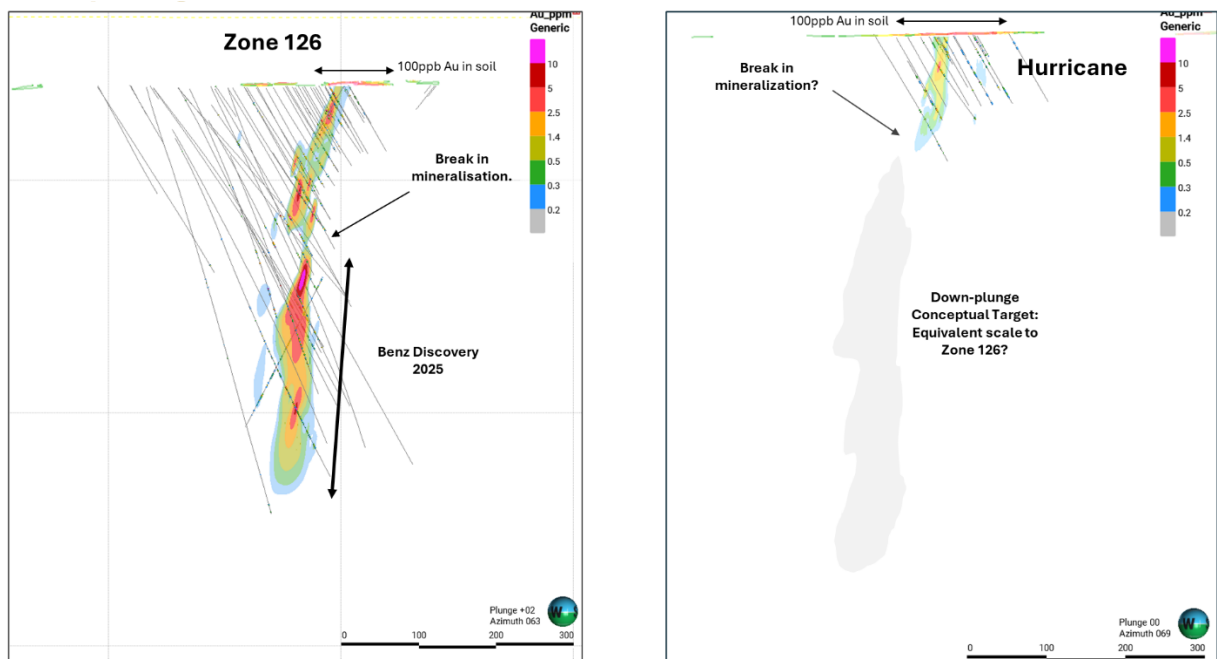 Zone 126
100ppb Au in soil
Au_ppm
Generic
10
5
2.5
1.4
0.5
0.3
0.2
Break in
mineralisation.
Benz Discovery
2025
Plunge +02
Azimuth 063
W
0 100 200 300
100ppb Au in soil
Au_ppm
Generic
10
5
2.5
1.4
0.5
0.3
0.2
Hurricane
Break in
mineralization?
Down-plunge
Conceptual Target:
Equivalent scale to
Zone 126?
Plunge 00
Azimuth 069
W
0 100 200 300